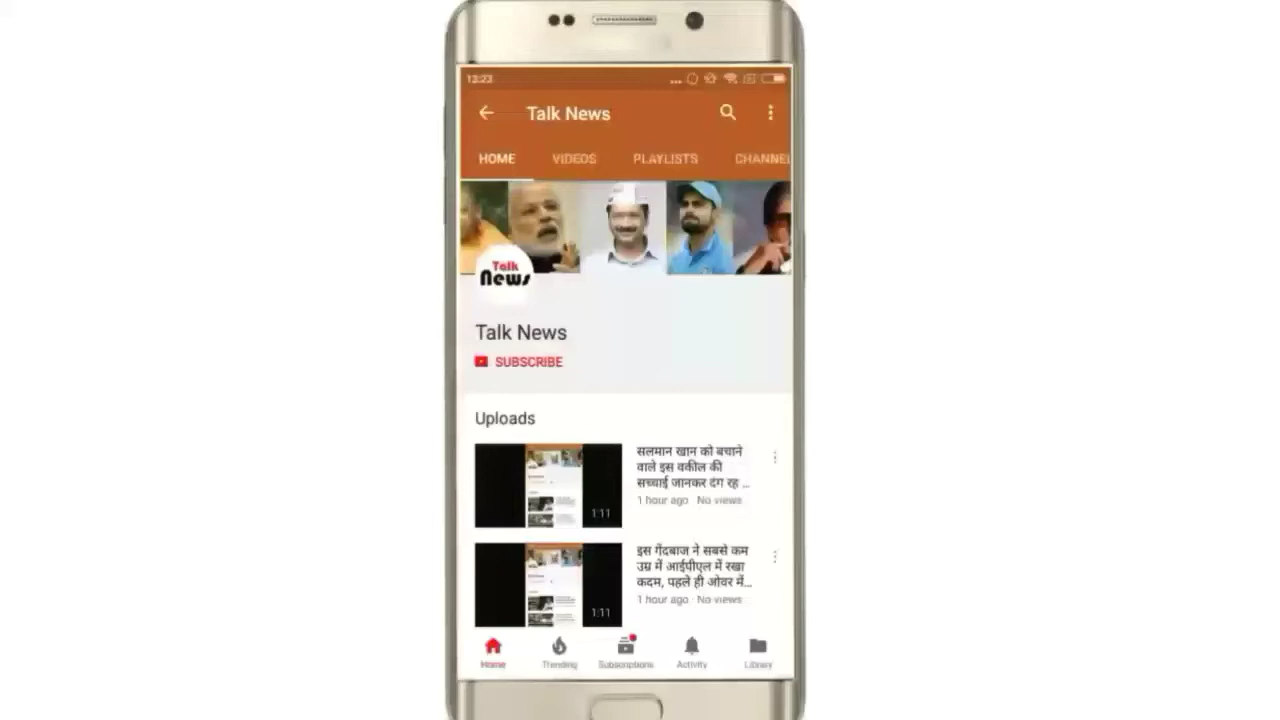 12:23
Talk News
HOME VIDEOS PLAYLISTS CHANNEL
Talk
News
Talk News
SUBSCRIBE
Uploads
सलमान खान को बचाने
वाले इस वकील की
सच्चाई जानकर दंग रह ...
1 hour ago · No views
1:11
इस गेंदबाज ने सबसे कम
उम्र में आईपीएल में रखा
कदम, पहले ही ओवर में...
1 hour ago · No views
1:11
Home Trending Subscriptions Activity Library